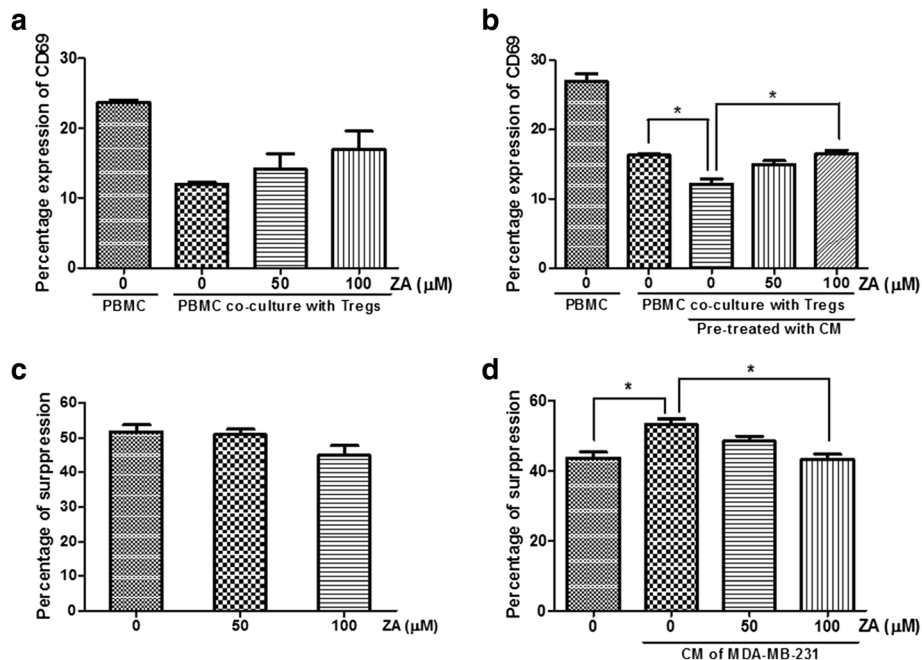 a
Percentage expression of CD69
30
20
10
0
0 0 50 100 ZA (μM)
PBMC PBMC co-culture with Tregs
b
Percentage expression of CD69
30
20
10
0
* *
0 0 0 50 100 ZA (μM)
PBMC PBMC co-culture with Tregs
Pre-treated with CM
c
Percentage of surppression
60
50
40
30
20
10
0
0 50 100 ZA (μM)
d
Percentage of surppression
60
40
20
0
* *
0 0 50 100 ZA (μM)
CM of MDA-MB-231